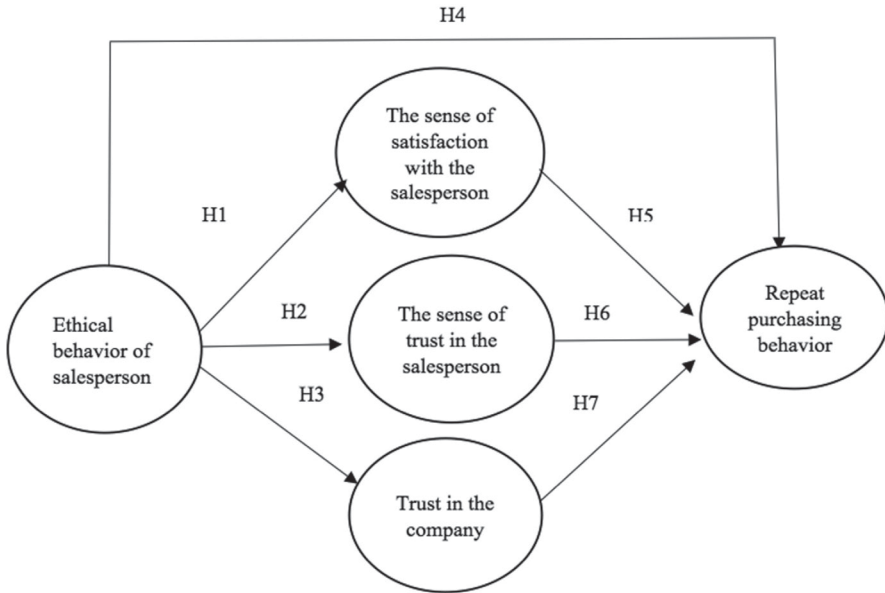 H4
The sense of
satisfaction
with the
salesperson
H1
H5
Ethical
behavior of
salesperson
H2
The sense of
trust in the
salesperson
H6
Repeat
purchasing
behavior
H3
H7
Trust in the
company